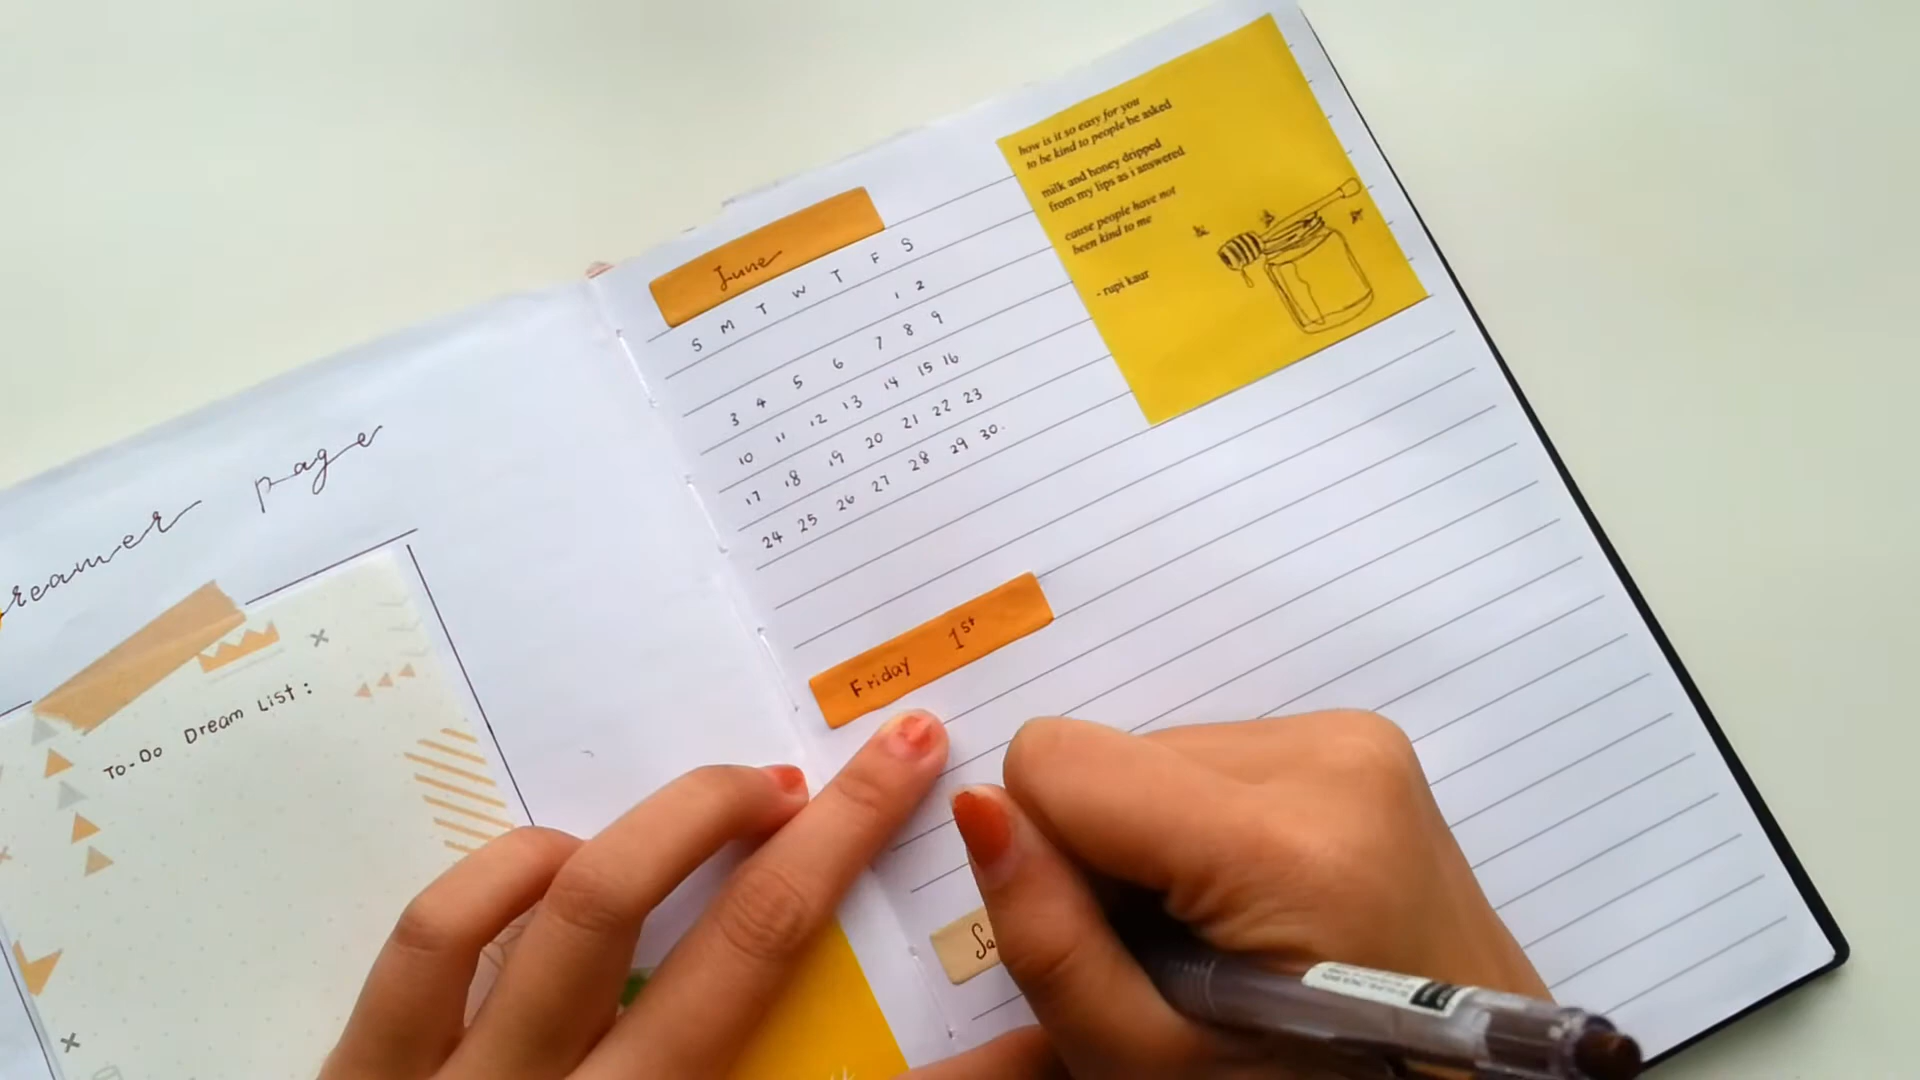 reamer page
To-Do Dream List:
June
S M T W T F S
1 2
3 4 5 6 7 8 9
10 11 12 13 14 15 16
17 18 19 20 21 22 23
24 25 26 27 28 29 30.
how is it so easy for you
to be kind to people he asked
milk and honey dripped
from my lips as i answered
cause people have not
been kind to me
- rupi kaur
Friday 1st
Sa